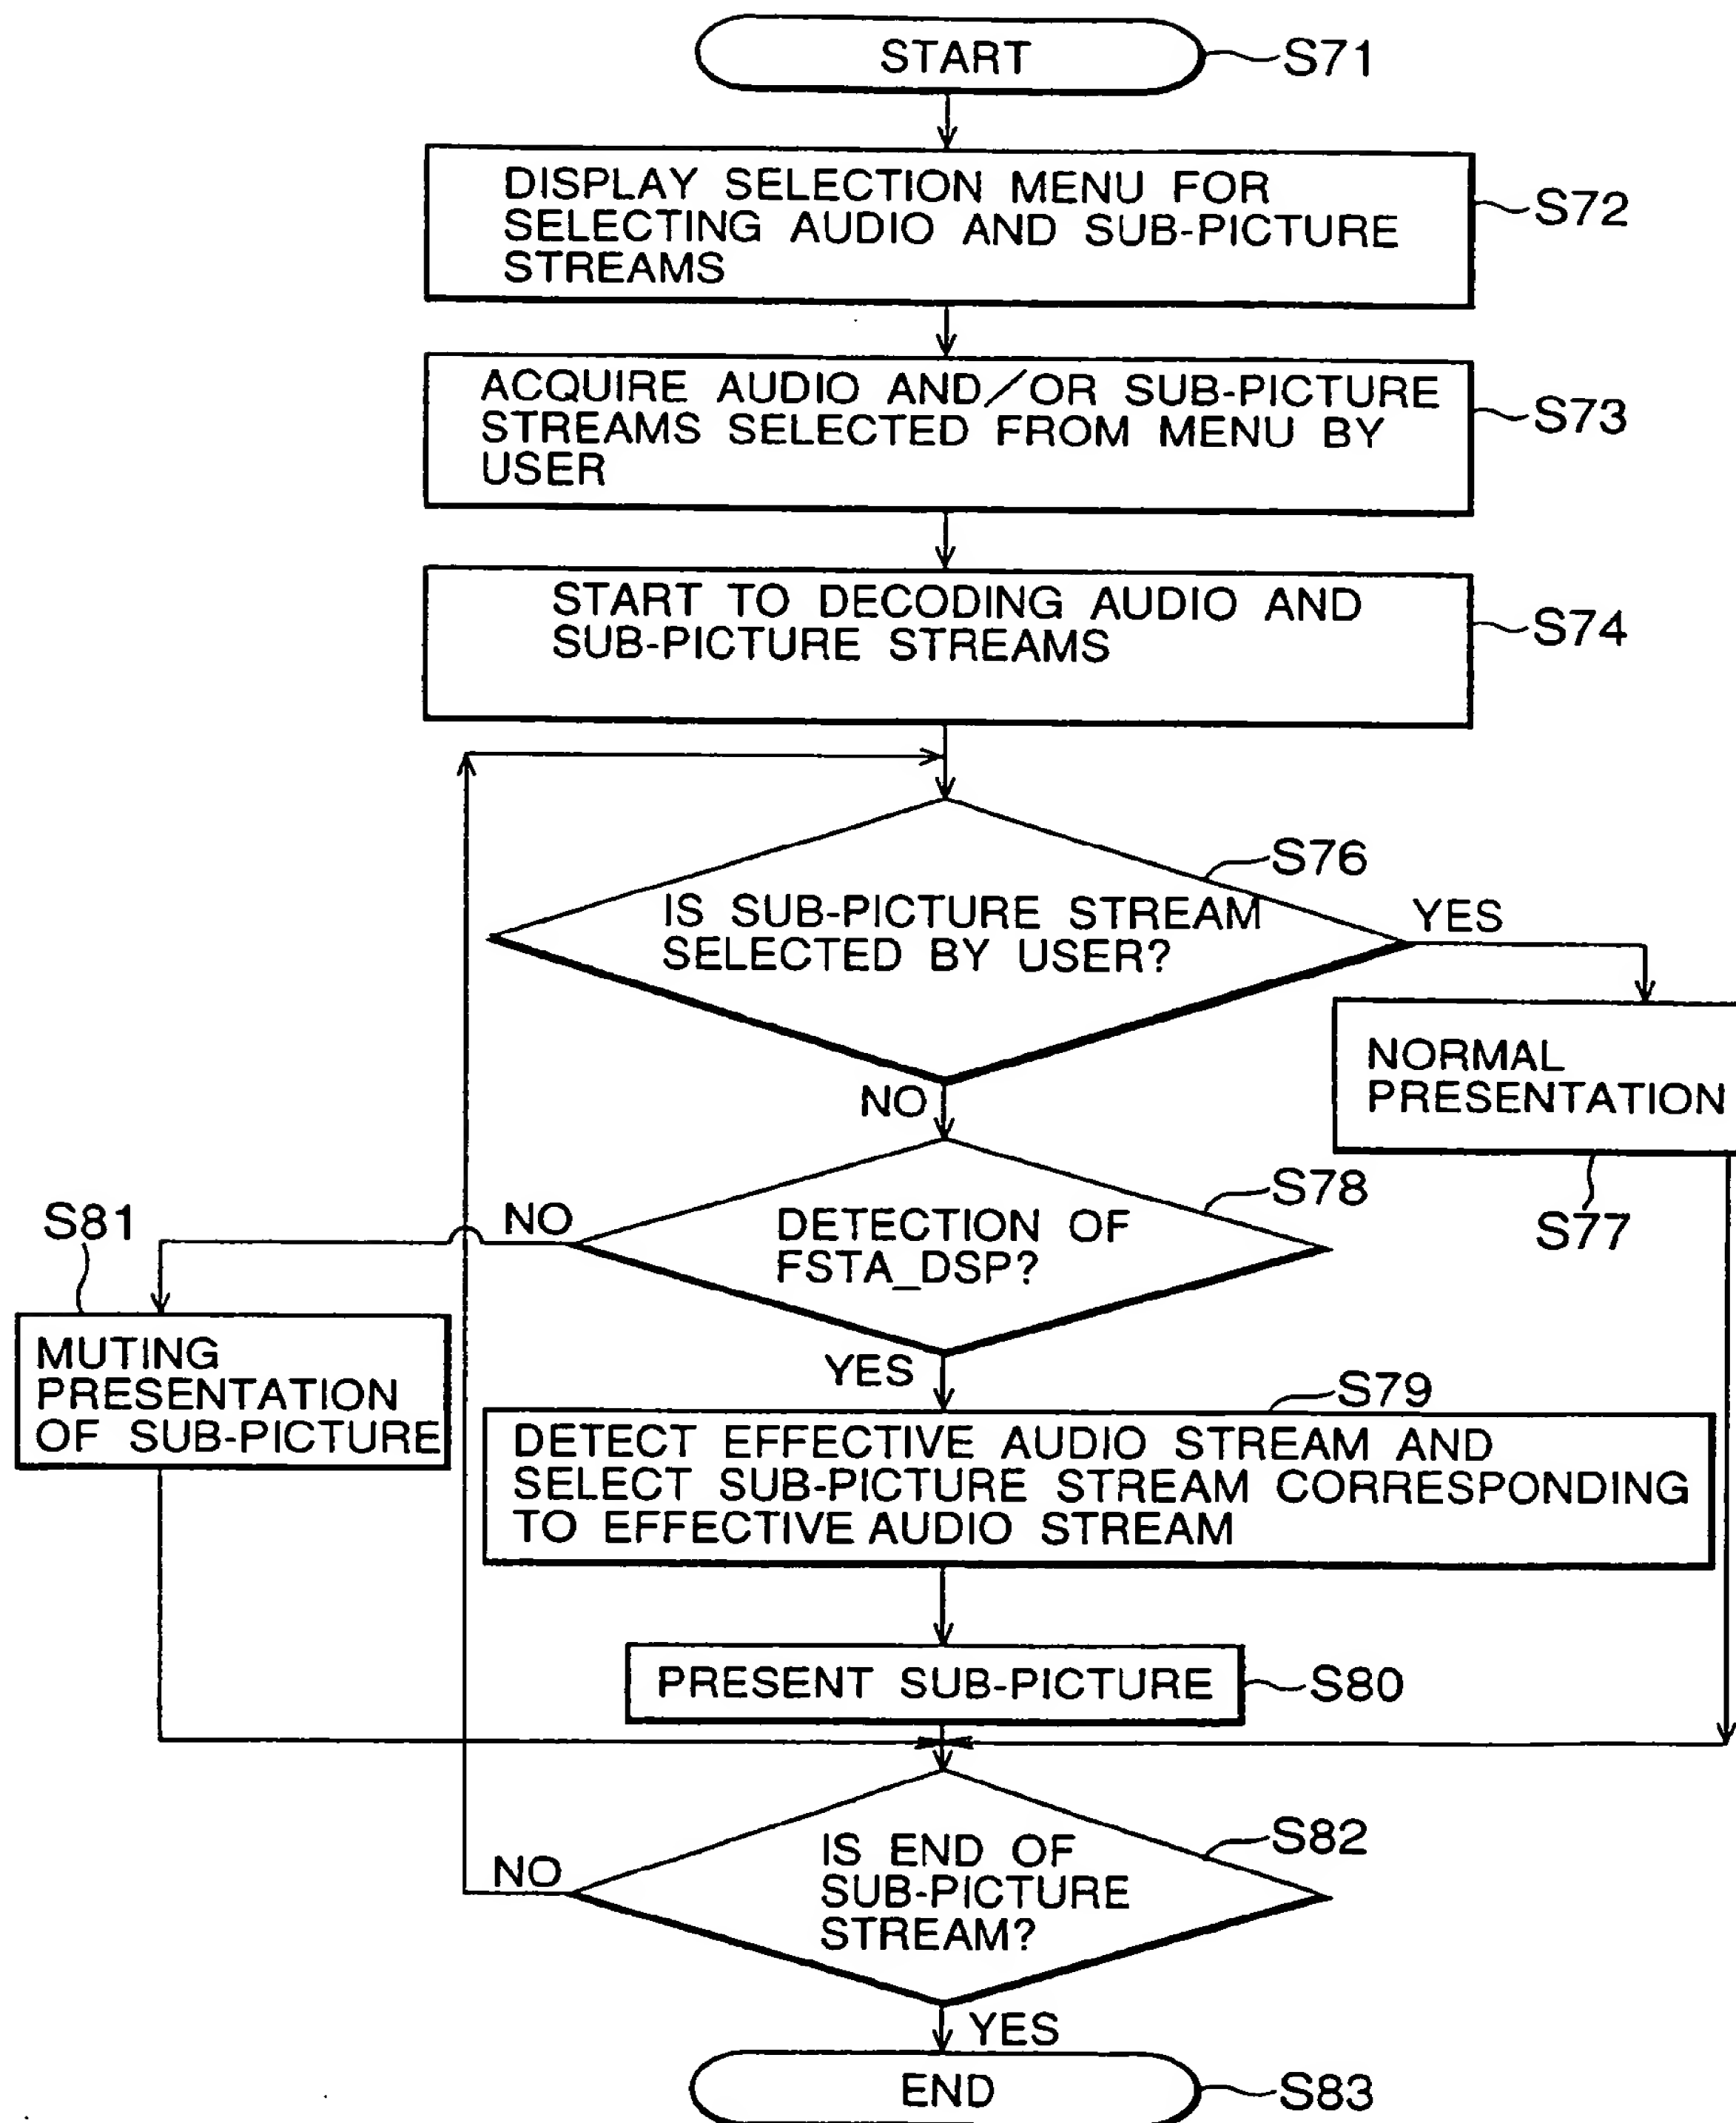 START
S71
DISPLAY SELECTION MENU FOR
SELECTING AUDIO AND SUB-PICTURE
STREAMS
S72
ACQUIRE AUDIO AND/OR SUB-PICTURE
STREAMS SELECTED FROM MENU BY
USER
S73
START TO DECODING AUDIO AND
SUB-PICTURE STREAMS
S74
S76
IS SUB-PICTURE STREAM
SELECTED BY USER?
YES
NO
NORMAL
PRESENTATION
S77
S78
DETECTION OF
FSTA_DSP?
NO
S81
YES
MUTING
PRESENTATION
OF SUB-PICTURE
S79
DETECT EFFECTIVE AUDIO STREAM AND
SELECT SUB-PICTURE STREAM CORRESPONDING
TO EFFECTIVE AUDIO STREAM
PRESENT SUB-PICTURE
S80
S82
IS END OF
SUB-PICTURE
STREAM?
NO
YES
END
S83